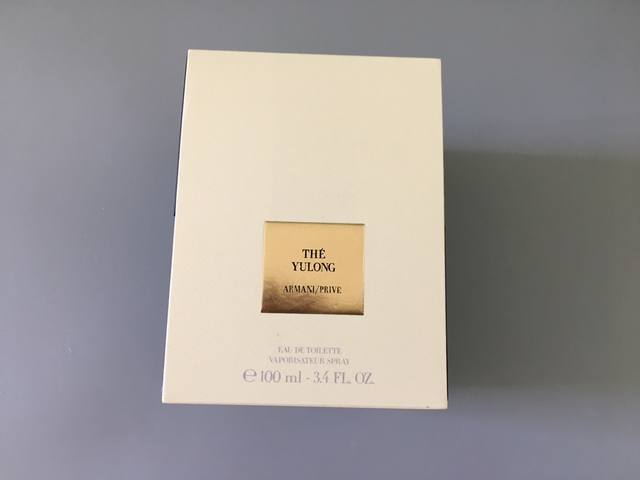 THÉ
YULONG
ARMANI/PRIVE
EAU DE TOILETTE
VAPORISATEUR SPRAY
℮100 ml - 3.4 FL. OZ.